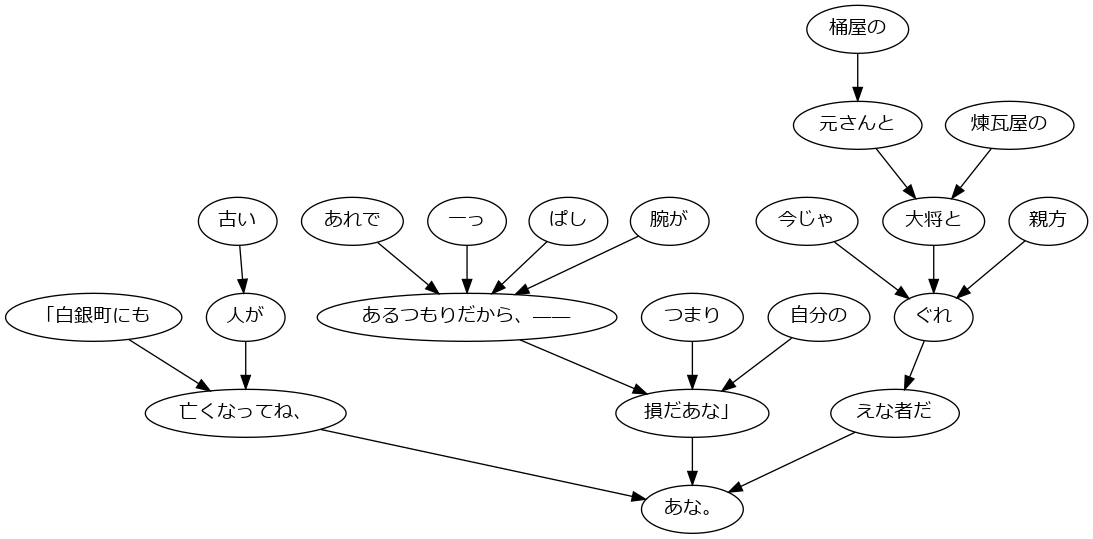 桶屋の
元さんと
煉瓦屋の
古い
あれで
一っ
ぱし
腕が
今じゃ
大将と
親方
「白銀町にも
人が
あるつもりだから、――
つまり
自分の
ぐれ
亡くなってね、
損だあな」
えな者だ
あな。